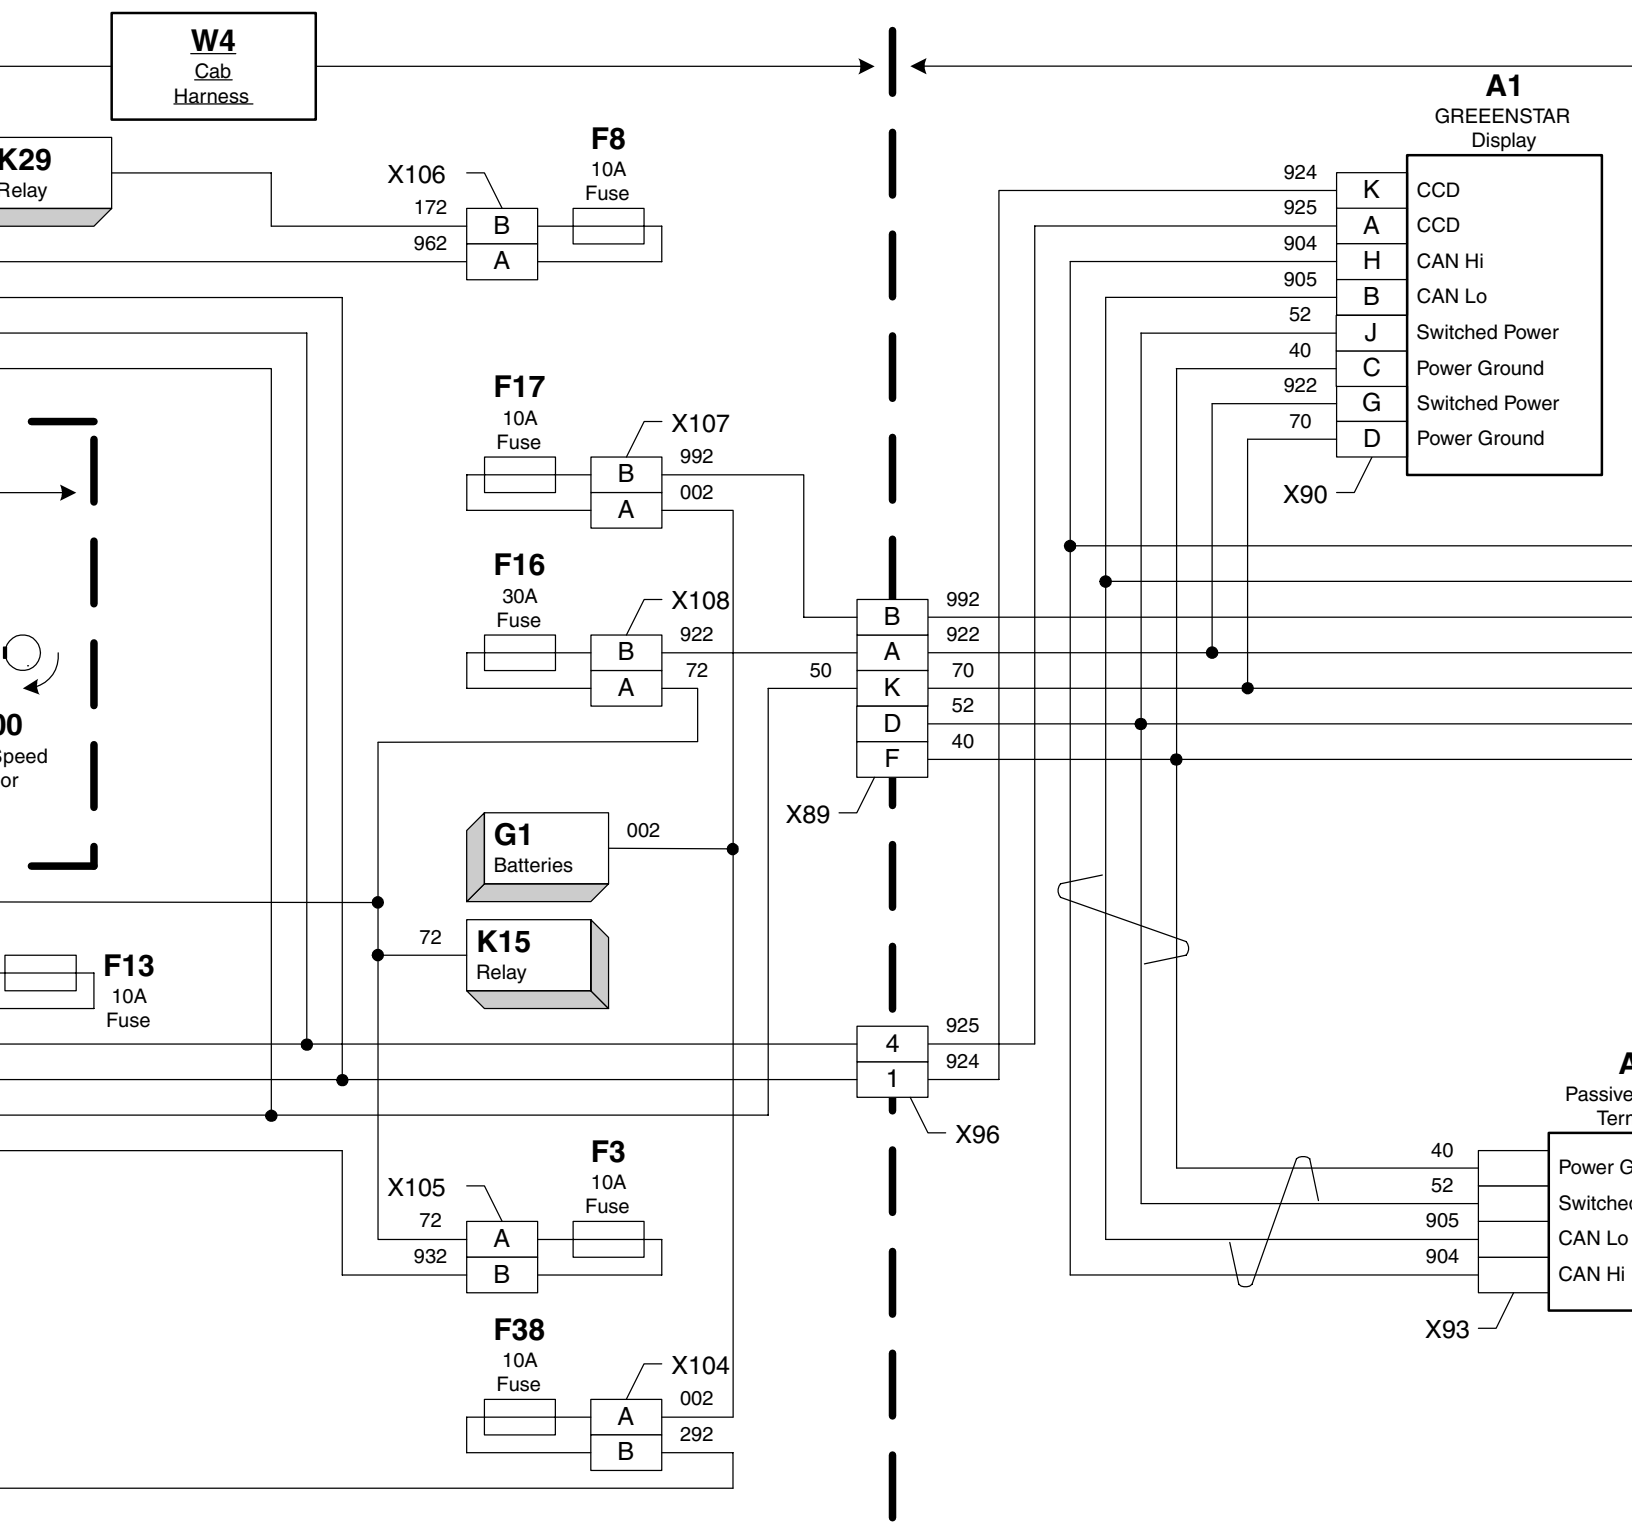 W4
Cab
Harness
A1
GREEENSTAR
Display
K29
Relay
F8
10A
Fuse
X106
172
B
962
A
924
K
CCD
925
A
CCD
904
H
CAN Hi
905
B
CAN Lo
52
J
Switched Power
40
C
Power Ground
922
G
Switched Power
70
D
Power Ground
X90
F17
10A
Fuse
X107
992
B
002
A
F16
30A
Fuse
X108
922
B
72
A
50
B
992
A
922
K
70
D
52
F
40
X89
00
Speed
or
G1
Batteries
002
72
K15
Relay
F13
10A
Fuse
4
925
1
924
X96
F3
10A
Fuse
X105
72
A
932
B
F38
10A
Fuse
X104
002
A
292
B
A
Passive
Terr
40
Power G
52
Switched
905
CAN Lo
904
CAN Hi
X93